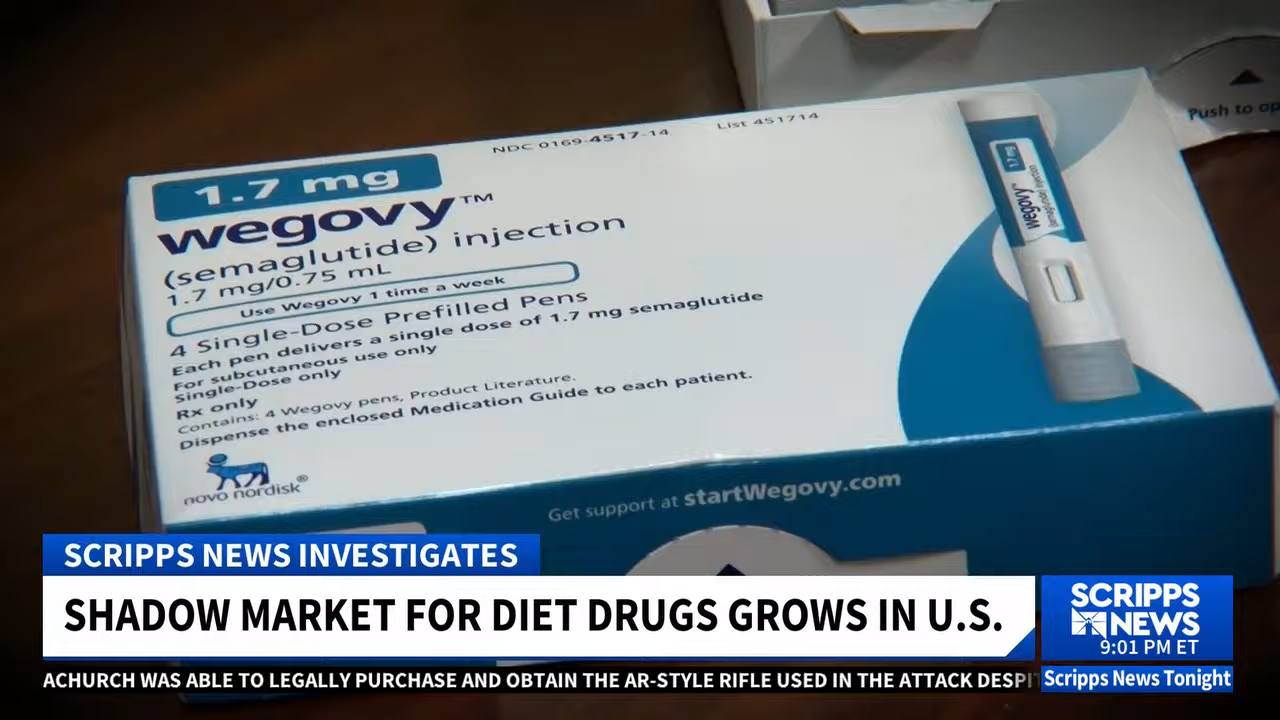 Push to op
NDC 0169-4517-14
List 451714
1.7 mg
wegovy™
(semaglutide) injection
1.7 mg/0.75 mL
Use Wegovy 1 time a week
4 Single-Dose Prefilled Pens
Each pen delivers a single dose of 1.7 mg semaglutide
For subcutaneous use only
Single-Dose only
Rx only
Contains: 4 Wegovy pens, Product Literature.
Dispense the enclosed Medication Guide to each patient.
novo nordisk®
wegovy™ 1.7 mg
(semaglutide) injection
Get support at startWegovy.com
SCRIPPS NEWS INVESTIGATES
SHADOW MARKET FOR DIET DRUGS GROWS IN U.S.
SCRIPPS
NEWS
9:01 PM ET
ACHURCH WAS ABLE TO LEGALLY PURCHASE AND OBTAIN THE AR-STYLE RIFLE USED IN THE ATTACK DESPI
Scripps News Tonight